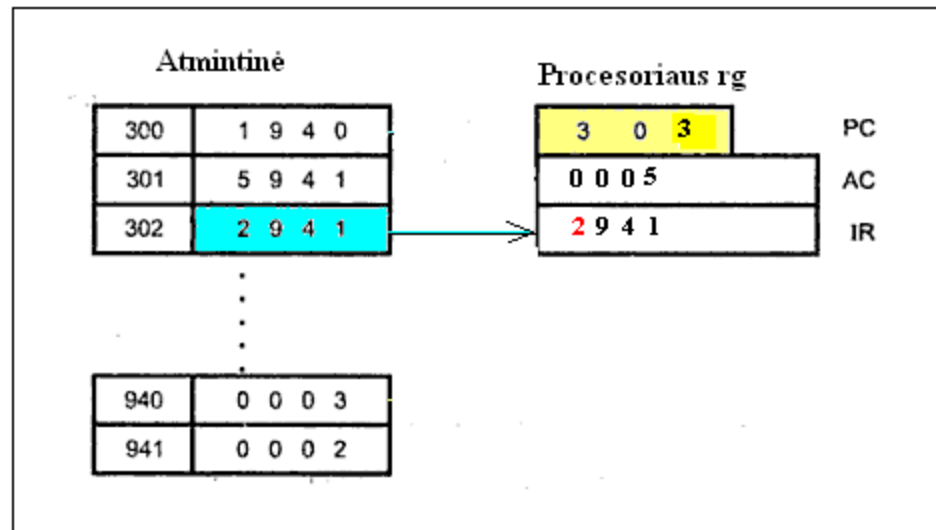 Atmintinė
300 1 9 4 0
301 5 9 4 1
302 2 9 4 1
940 0 0 0 3
941 0 0 0 2
Procesoriaus rg
3 0 3 PC
0 0 0 5 AC
2 9 4 1 IR